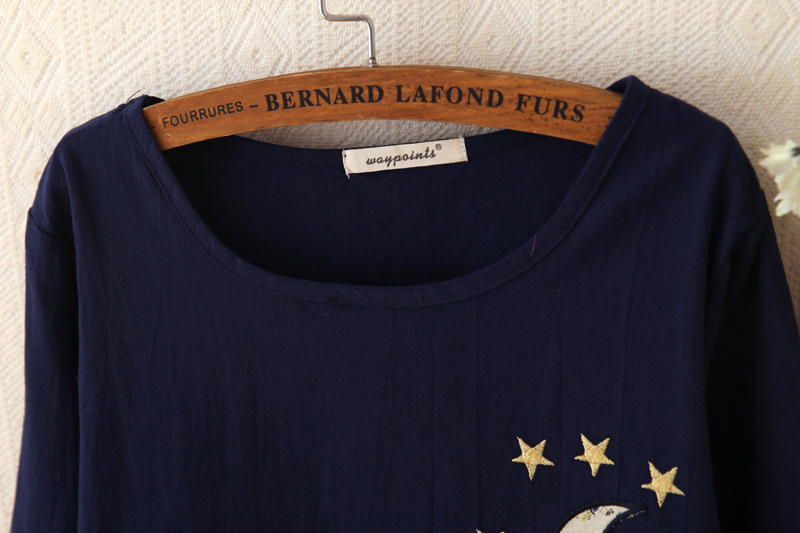 – FOURRURES – BERNARD LAFOND FURS
waypoints®